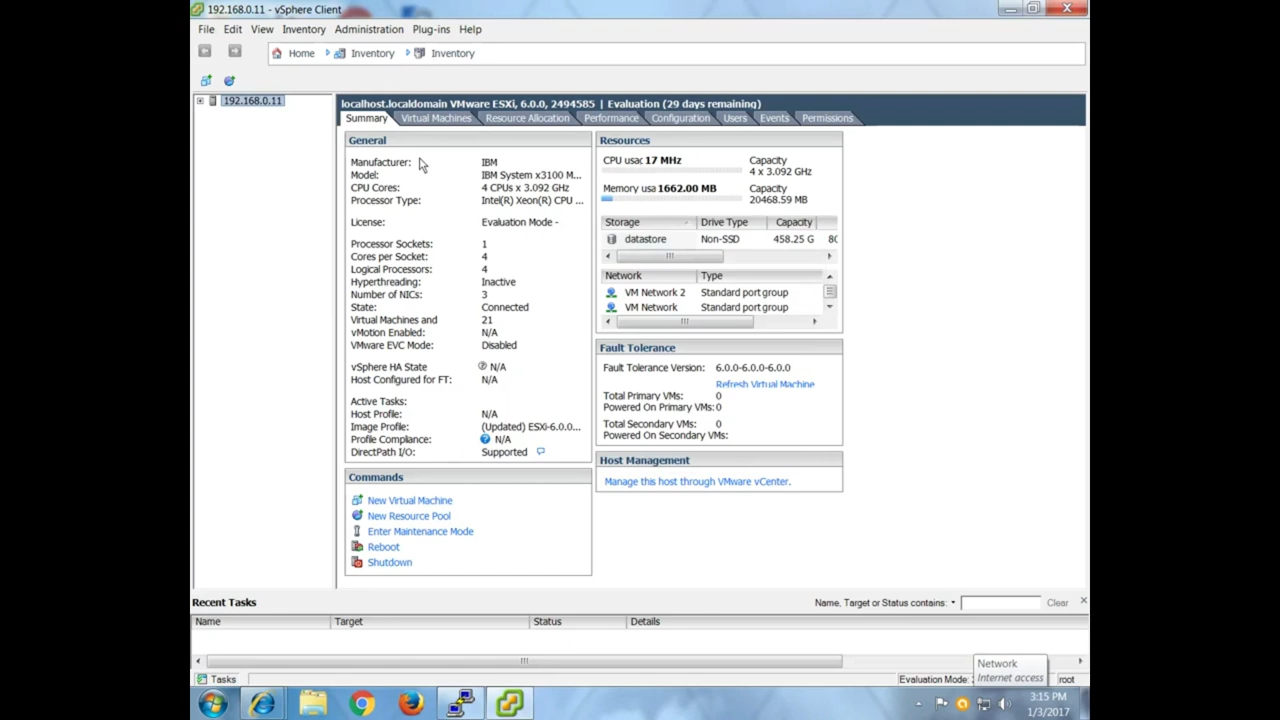 192.168.0.11 - vSphere Client
File Edit View Inventory Administration Plug-ins Help
Home Inventory Inventory
192.168.0.11
localhost.localdomain VMware ESXi, 6.0.0, 2494585 | Evaluation (29 days remaining)
Summary Virtual Machines Resource Allocation Performance Configuration Users Events Permissions
General
Manufacturer: IBM
Model: IBM System x3100 M...
CPU Cores: 4 CPUs x 3.092 GHz
Processor Type: Intel(R) Xeon(R) CPU ...
License: Evaluation Mode -
Processor Sockets: 1
Cores per Socket: 4
Logical Processors: 4
Hyperthreading: Inactive
Number of NICs: 3
State: Connected
Virtual Machines and 21
vMotion Enabled: N/A
VMware EVC Mode: Disabled
vSphere HA State N/A
Host Configured for FT: N/A
Active Tasks:
Host Profile: N/A
Image Profile: (Updated) ESXi-6.0.0...
Profile Compliance: N/A
DirectPath I/O: Supported
Commands
New Virtual Machine
New Resource Pool
Enter Maintenance Mode
Reboot
Shutdown
Resources
CPU usac 17 MHz Capacity
4 x 3.092 GHz
Memory usa 1662.00 MB Capacity
20468.59 MB
Storage Drive Type Capacity
datastore Non-SSD 458.25 G 80
Network Type
VM Network 2 Standard port group
VM Network Standard port group
Fault Tolerance
Fault Tolerance Version: 6.0.0-6.0.0-6.0.0
Refresh Virtual Machine
Total Primary VMs: 0
Powered On Primary VMs: 0
Total Secondary VMs: 0
Powered On Secondary VMs:
Host Management
Manage this host through VMware vCenter.
Recent Tasks Name, Target or Status contains: Clear
Name Target Status Details
Network
Internet access
Tasks Evaluation Mode: root
3:15 PM
1/3/2017